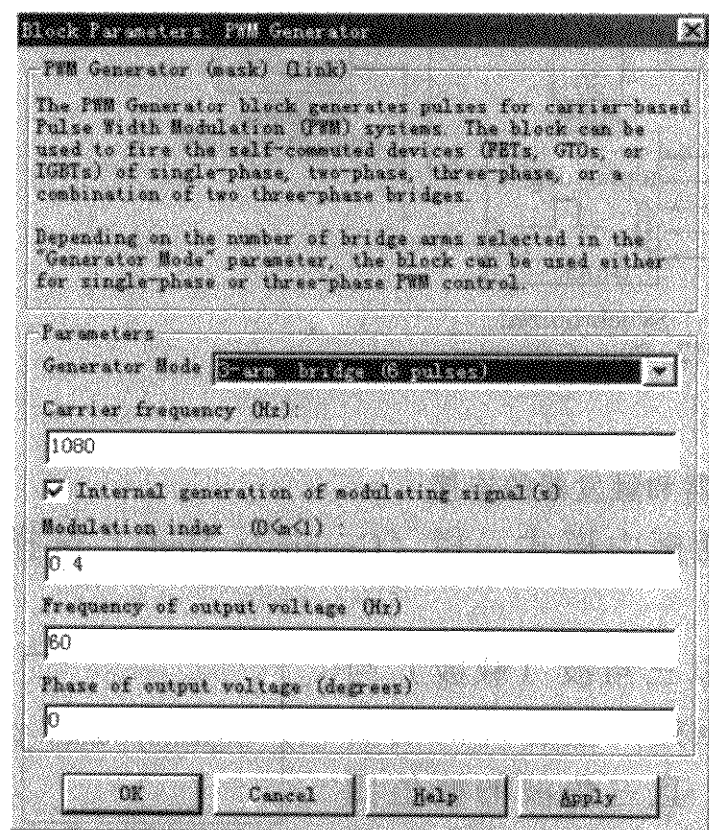 Block Parameters: PWM Generator
PWM Generator (mask) (link)
The PWM Generator block generates pulses for carrier-based
Pulse Width Modulation (PWM) systems. The block can be
used to fire the self-commuted devices (FETs, GTOs, or
IGBTs) of single-phase, two-phase, three-phase, or a
combination of two three-phase bridges.
Depending on the number of bridge arms selected in the
"Generator Mode" parameter, the block can be used either
for single-phase or three-phase PWM control.
Parameters
Generator Mode 3-arm bridge (6 pulses)
Carrier frequency (Hz):
1080
Internal generation of modulating signal(s)
Modulation index (0<m<1) :
0.4
Frequency of output voltage (Hz)
60
Phase of output voltage (degrees)
0
OK Cancel Help Apply